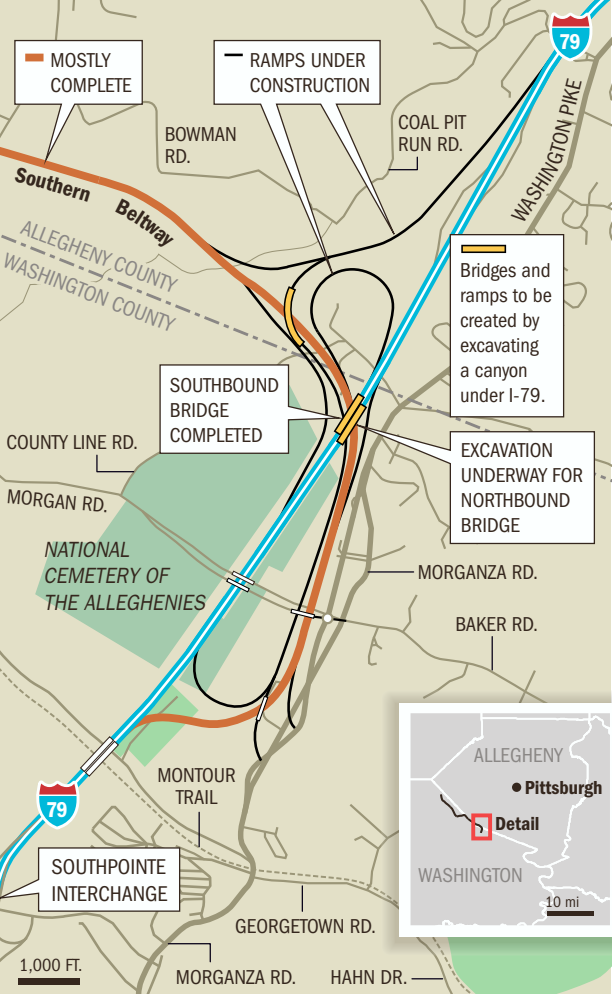 79
MOSTLY
COMPLETE
RAMPS UNDER
CONSTRUCTION
BOWMAN
RD.
COAL PIT
RUN RD.
WASHINGTON PIKE
Southern Beltway
ALLEGHENY COUNTY
WASHINGTON COUNTY
Bridges and
ramps to be
created by
excavating
a canyon
under I-79.
SOUTHBOUND
BRIDGE
COMPLETED
EXCAVATION
UNDERWAY FOR
NORTHBOUND
BRIDGE
COUNTY LINE RD.
MORGAN RD.
NATIONAL
CEMETERY OF
THE ALLEGHENIES
MORGANZA RD.
BAKER RD.
ALLEGHENY
Pittsburgh
Detail
WASHINGTON
10 mi
MONTOUR
TRAIL
79
SOUTHPOINTE
INTERCHANGE
GEORGETOWN RD.
1,000 FT.
MORGANZA RD.
HAHN DR.